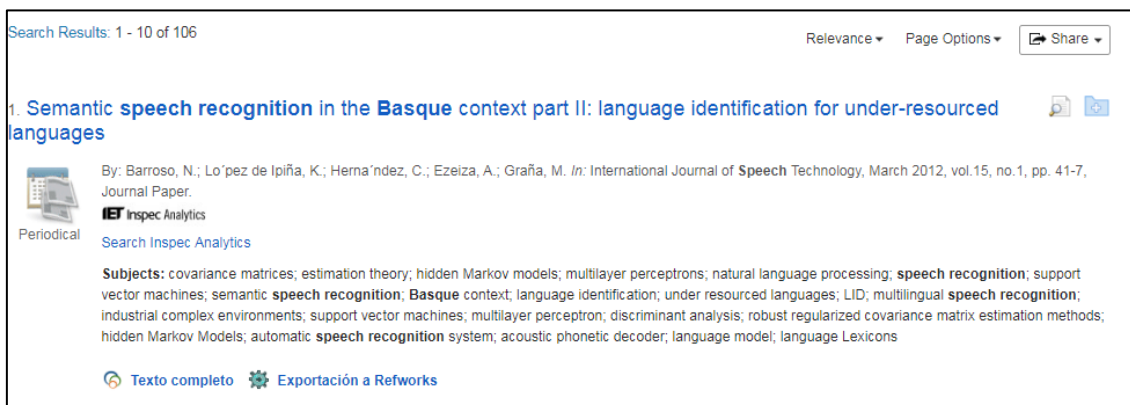 Search Results: 1 - 10 of 106
Relevance Page Options Share
1. Semantic speech recognition in the Basque context part II: language identification for under-resourced
languages
By: Barroso, N.; Lo´pez de Ipiña, K.; Herna´ndez, C.; Ezeiza, A.; Graña, M. In: International Journal of Speech Technology, March 2012, vol.15, no.1, pp. 41-7,
Journal Paper.
IET Inspec Analytics
Periodical
Search Inspec Analytics
Subjects: covariance matrices; estimation theory; hidden Markov models; multilayer perceptrons; natural language processing; speech recognition; support
vector machines; semantic speech recognition; Basque context; language identification; under resourced languages; LID; multilingual speech recognition;
industrial complex environments; support vector machines; multilayer perceptron; discriminant analysis; robust regularized covariance matrix estimation methods;
hidden Markov Models; automatic speech recognition system; acoustic phonetic decoder; language model; language Lexicons
Texto completo Exportación a Refworks